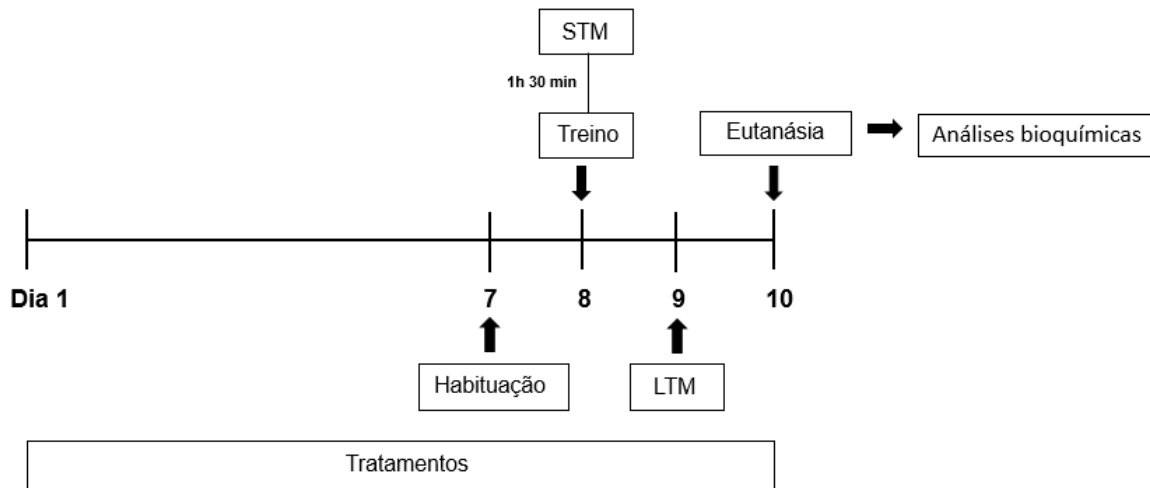 STM
1h 30 min
Treino
Eutanásia
Análises bioquímicas
Dia 1
7
8
9
10
Habituação
LTM
Tratamentos